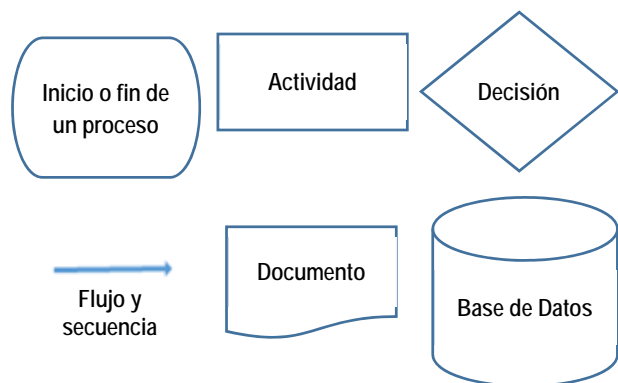 Inicio o fin de
un proceso
Actividad
Decisión
Flujo y
secuencia
Documento
Base de Datos